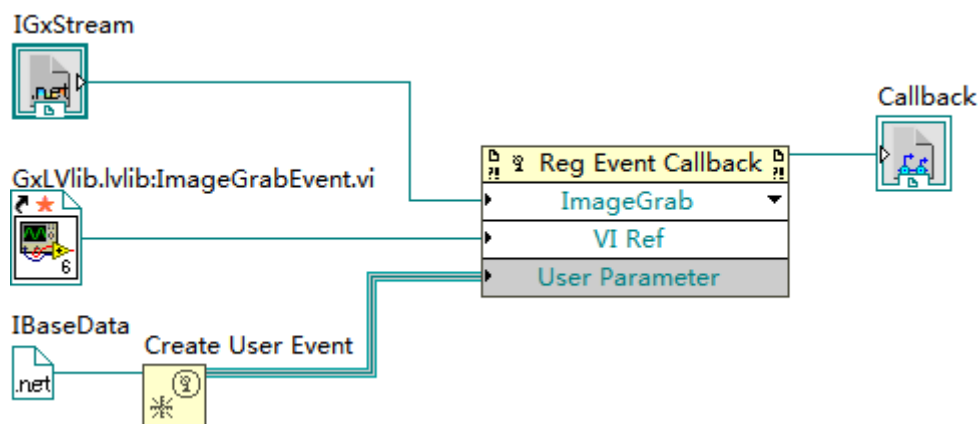 IGxStream
.net
Callback
Reg Event Callback
ImageGrab
VI Ref
User Parameter
GxLVlib.lvlib:ImageGrabEvent.vi
6
IBaseData
.net
Create User Event